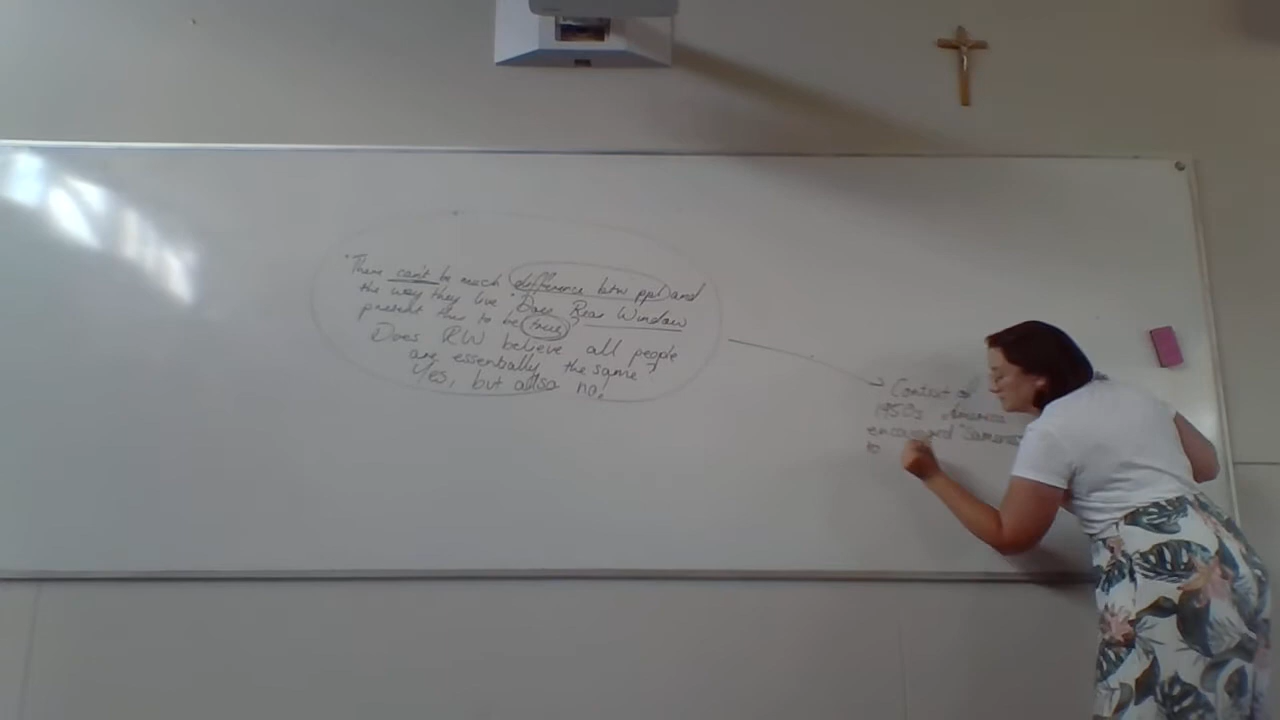 "There can't be much difference btw ppl and
the way they live" Does Rear Window
present this to be true?
Does RW believe all people
are essentially the same?
Yes, but also no!
Context of
1950s America
encouraged "Sameness
to